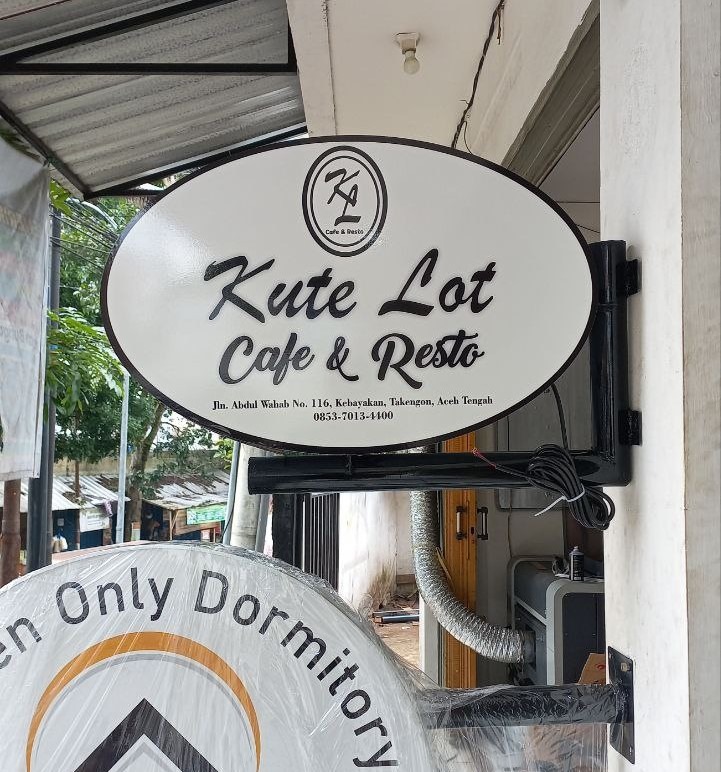 KL
Cafe & Resto
Kute Lot
Cafe & Resto
Jln. Abdul Wahab No. 116, Kebayakan, Takengon, Aceh Tengah
0853-7013-4400
Only Dormitory